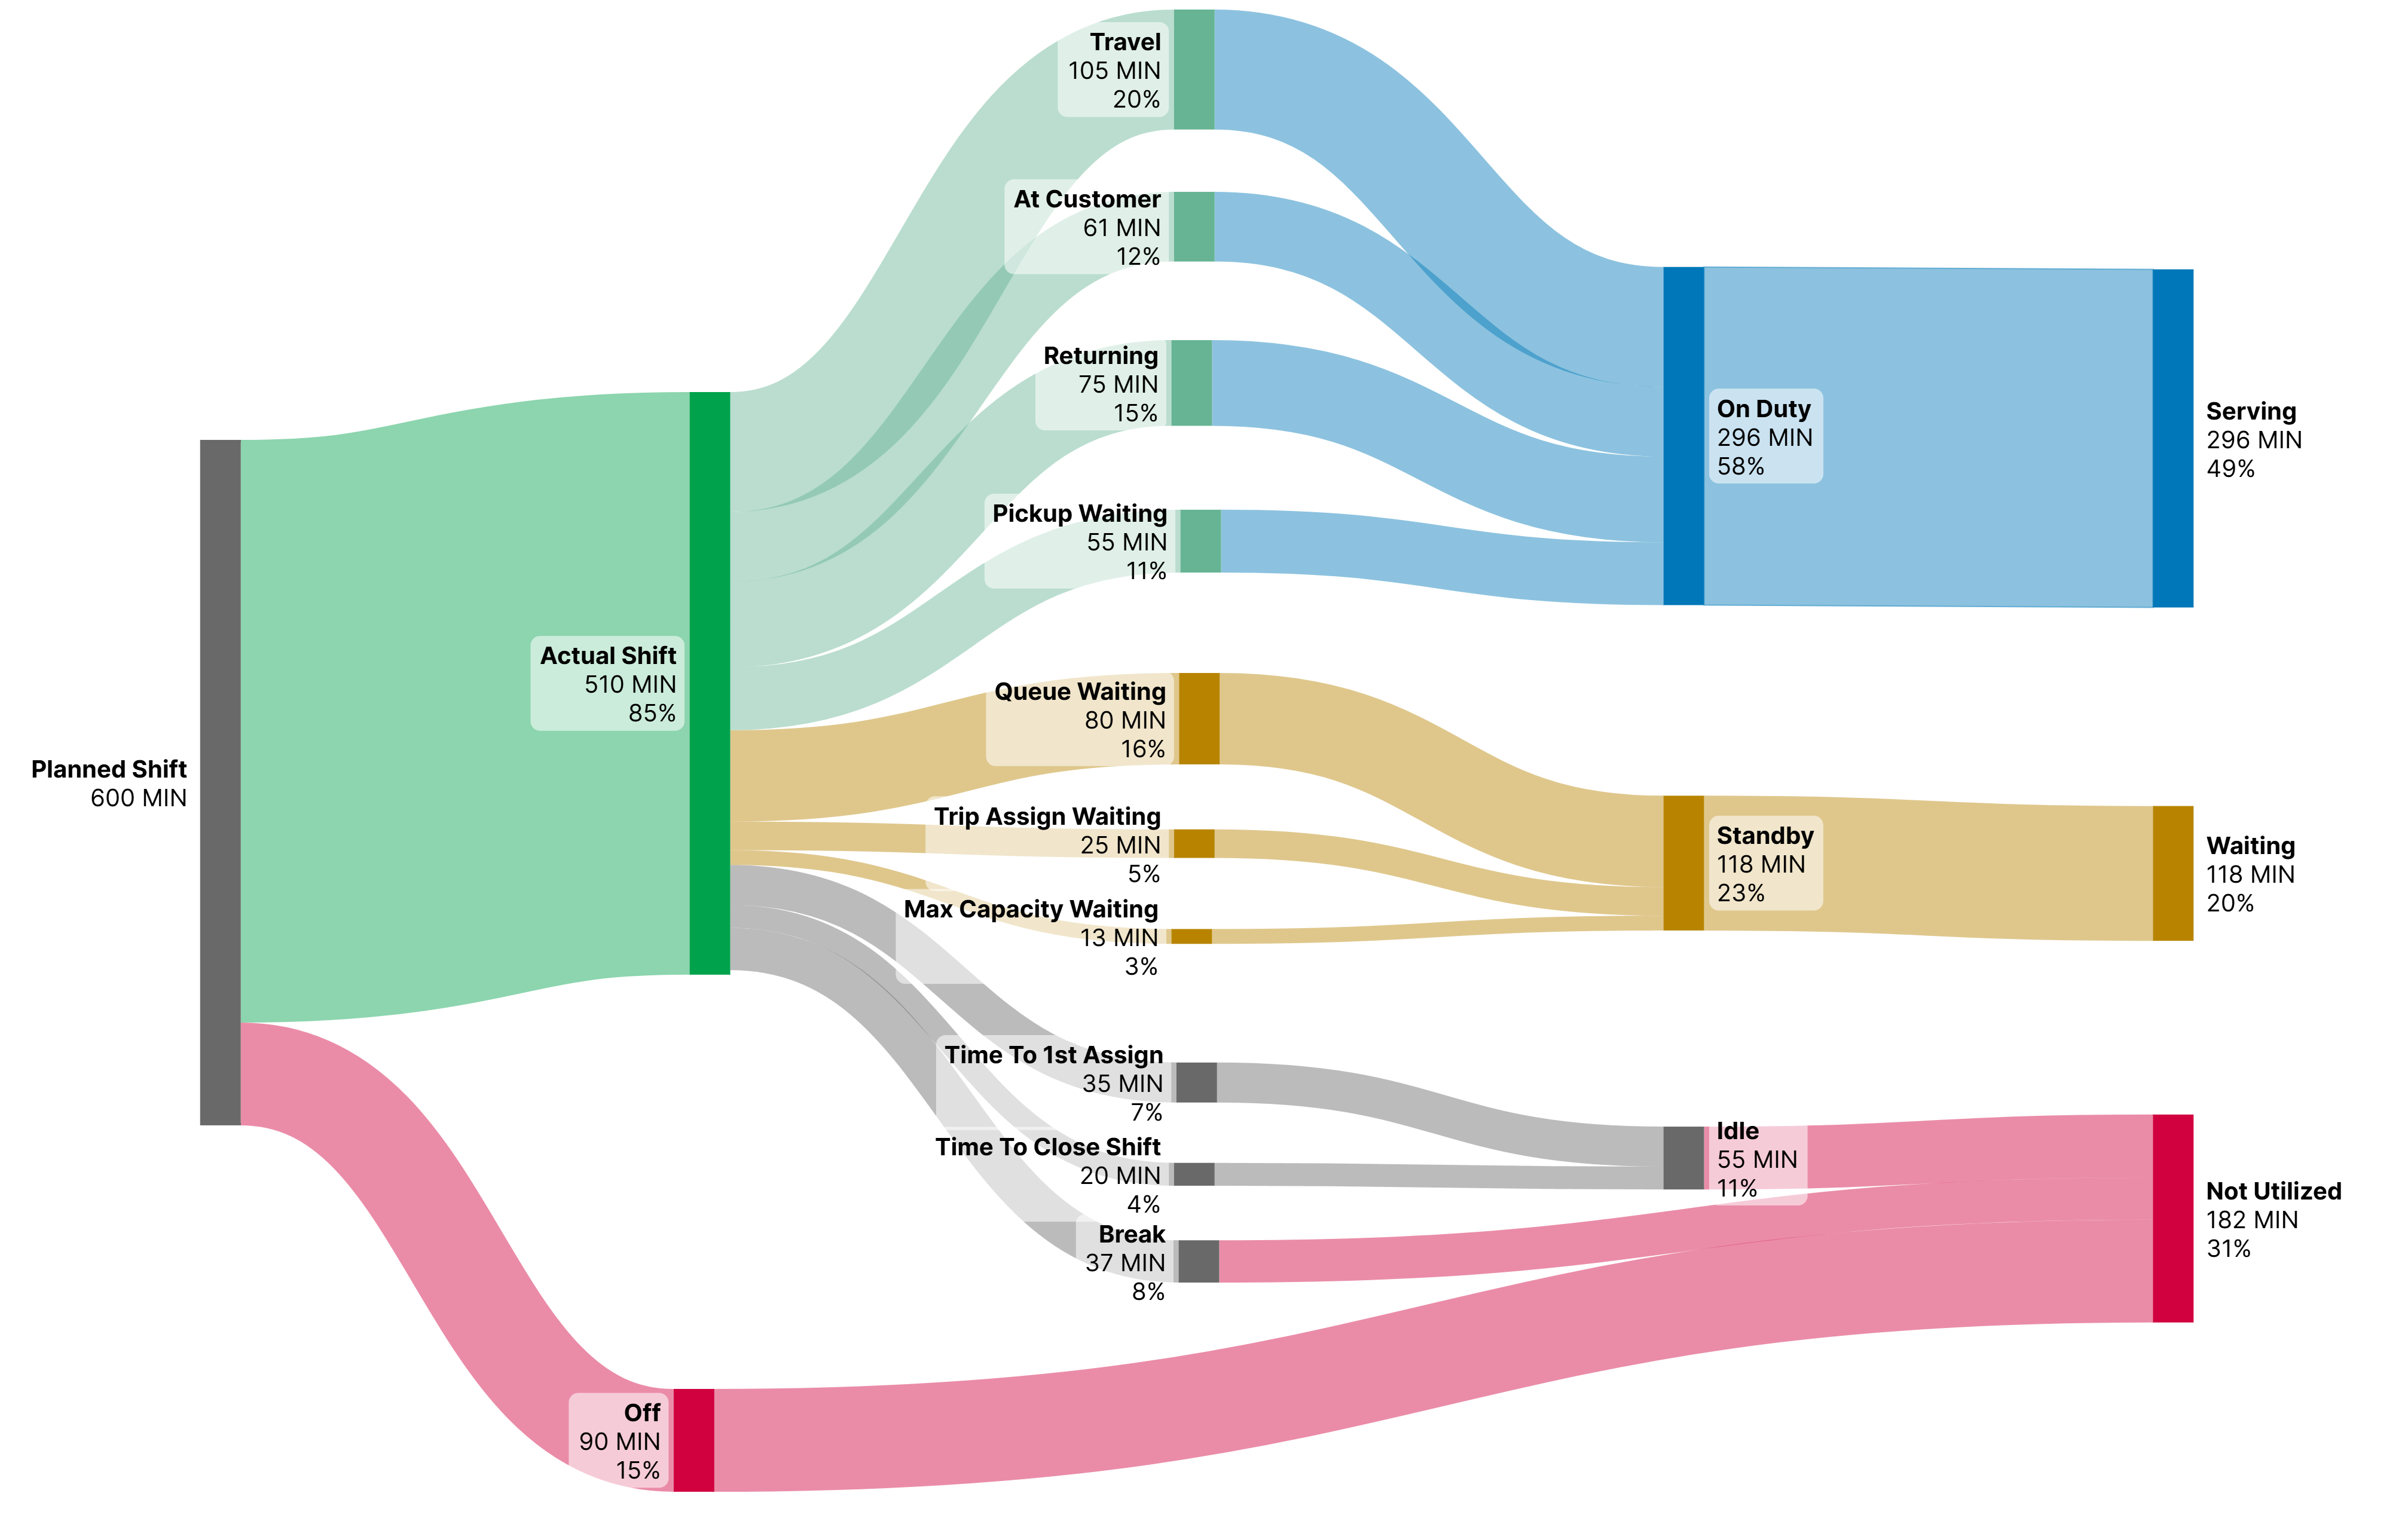 Travel
105 MIN
20%
At Customer
61 MIN
12%
Returning
75 MIN
15%
Pickup Waiting
55 MIN
11%
On Duty
296 MIN
58%
Serving
296 MIN
49%
Actual Shift
510 MIN
85%
Planned Shift
600 MIN
Queue Waiting
80 MIN
16%
Trip Assign Waiting
25 MIN
5%
Max Capacity Waiting
13 MIN
3%
Standby
118 MIN
23%
Waiting
118 MIN
20%
Time To 1st Assign
35 MIN
7%
Time To Close Shift
20 MIN
4%
Break
37 MIN
8%
Idle
55 MIN
11%
Not Utilized
182 MIN
31%
Off
90 MIN
15%